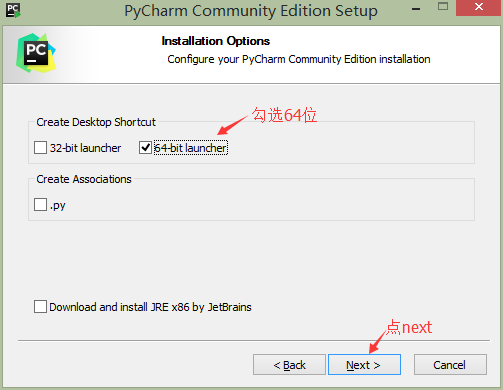 PyCharm Community Edition Setup
PC
Installation Options
Configure your PyCharm Community Edition installation
勾选64位
Create Desktop Shortcut
32-bit launcher
64-bit launcher
Create Associations
.py
Download and install JRE x86 by JetBrains
点next
< Back
Next >
Cancel